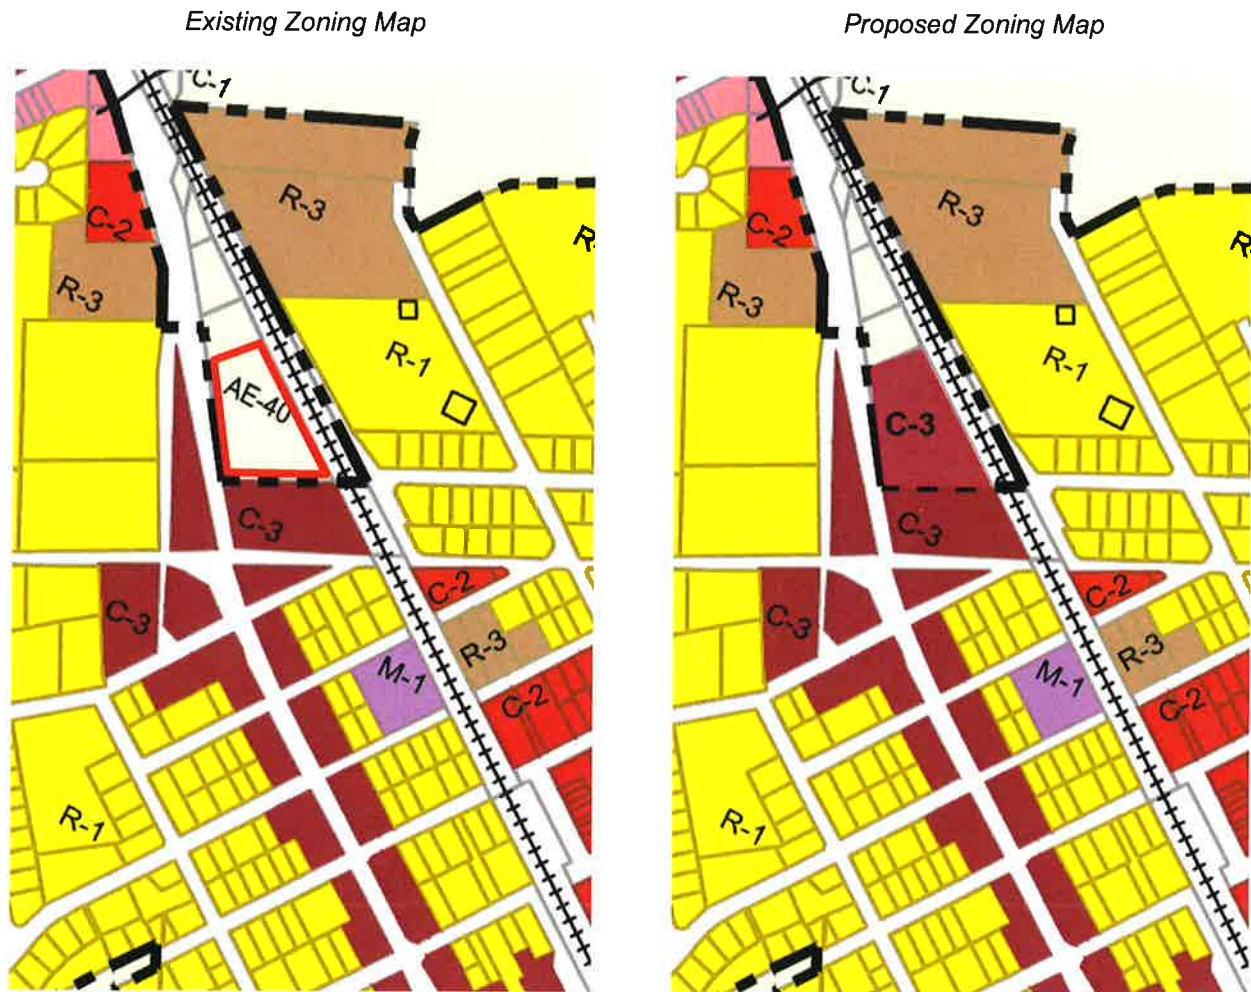 Existing Zoning Map
C-1
R-3
C-2
R-3
R-1
AE-40
C-3
C-2
C-3
R-3
M-1
C-2
R-1
Proposed Zoning Map
C-1
R-3
C-2
R-3
R-1
C-3
C-3
C-2
C-3
R-3
M-1
C-2
R-1